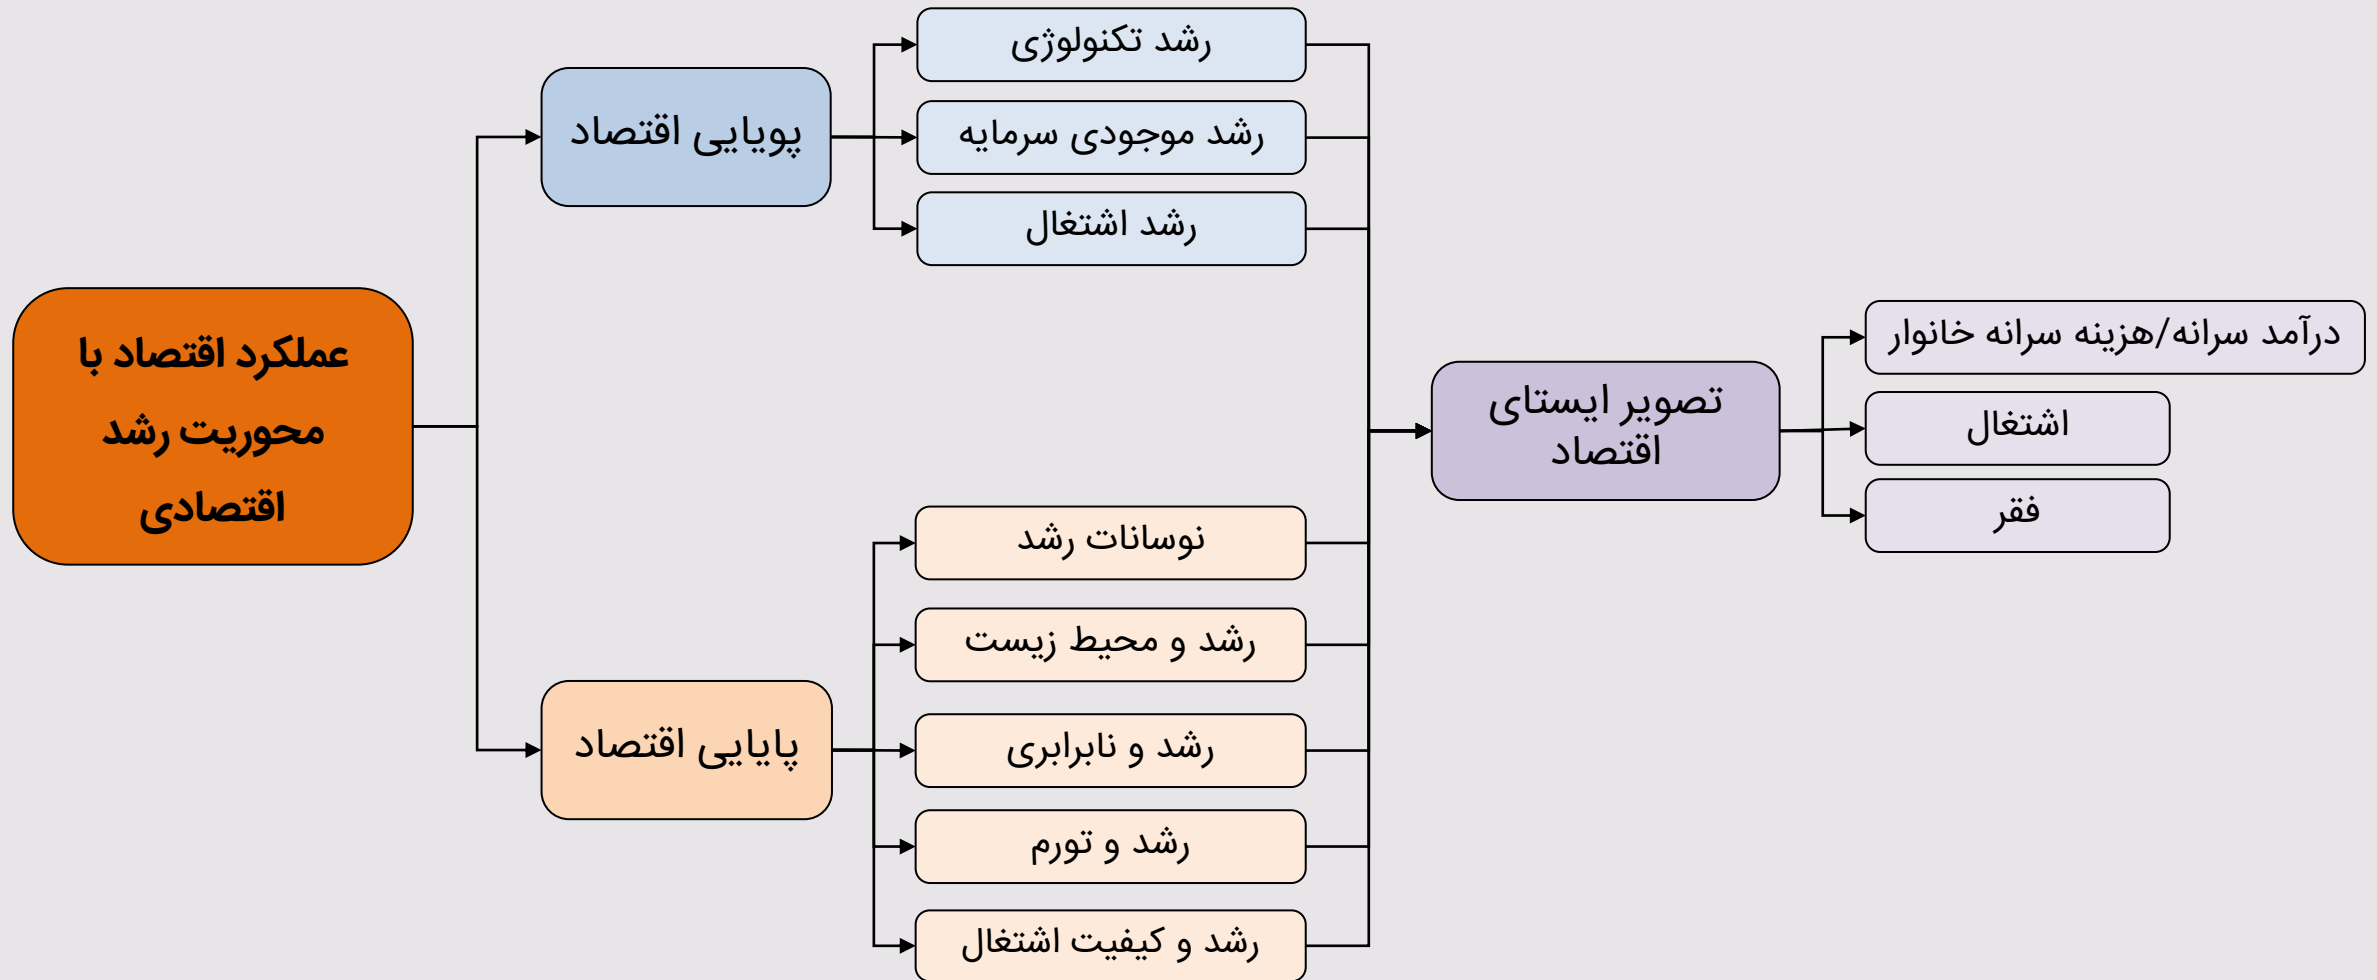 عملکرد اقتصاد با
محوریت رشد
اقتصادی
پویایی اقتصاد
رشد تکنولوژی
رشد موجودی سرمایه
رشد اشتغال
پایایی اقتصاد
نوسانات رشد
رشد و محیط زیست
رشد و نابرابری
رشد و تورم
رشد و کیفیت اشتغال
تصویر ایستای
اقتصاد
درآمد سرانه/هزینه سرانه خانوار
اشتغال
فقر